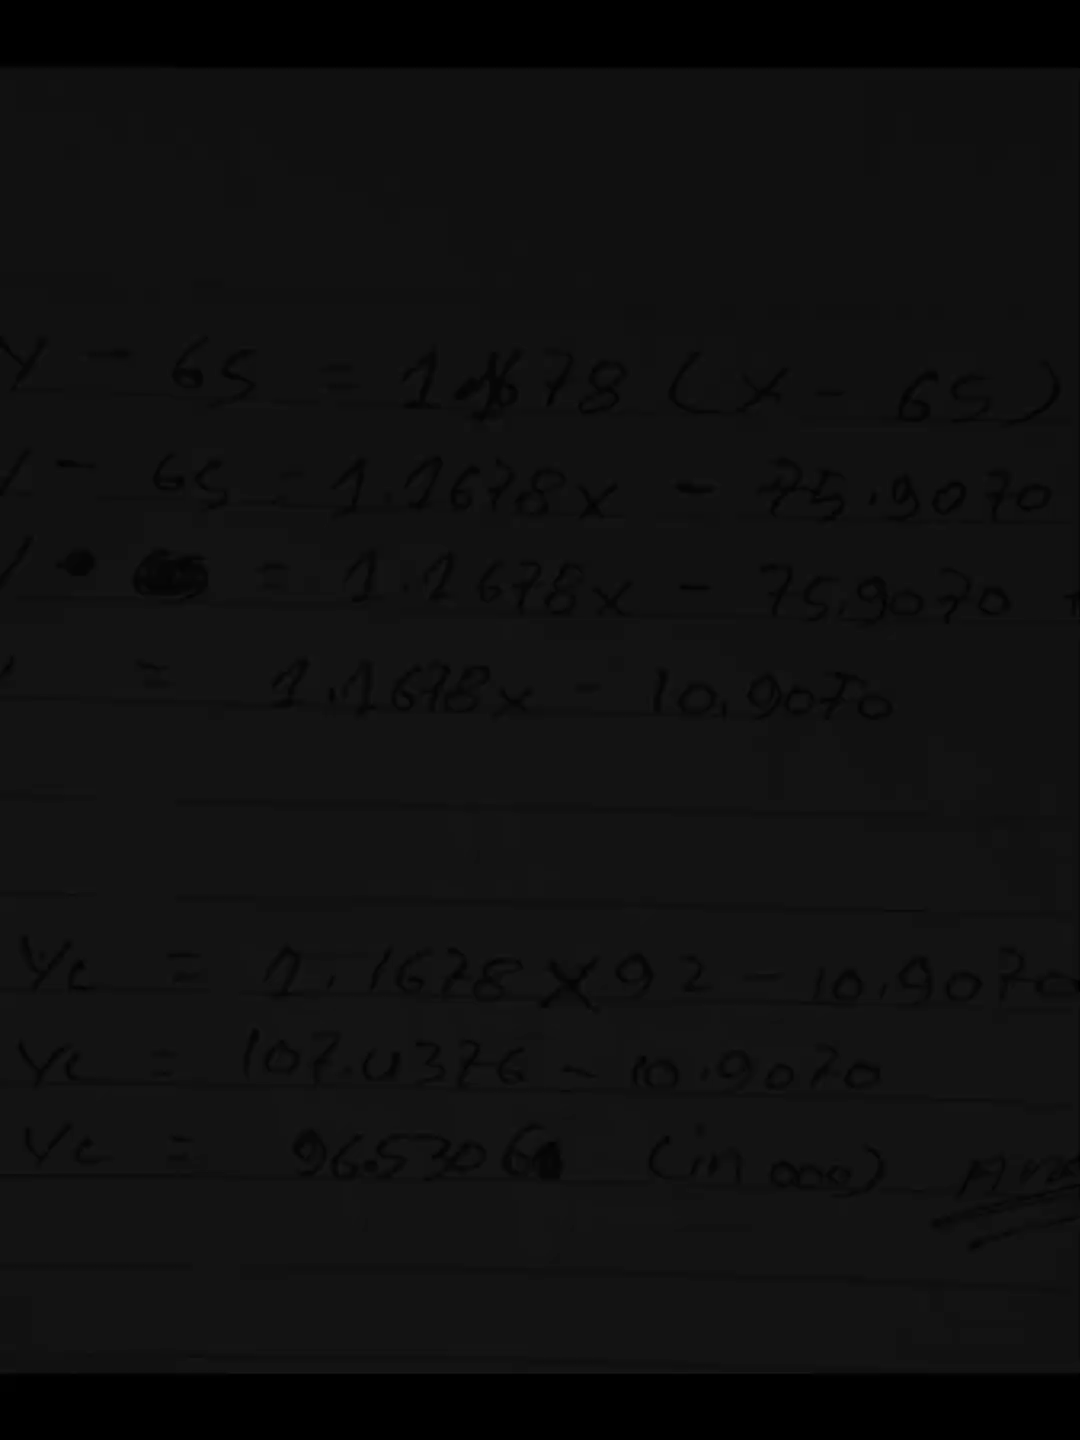 Y - 65 = 1.1678 (x - 65)
Y - 65 = 1.1678x - 75.9070
Y = 1.1678x - 75.9070 +
Y = 1.1678x - 10.9070
Yc = 1.1678 X 92 - 10.9070
Yc = 107.4376 - 10.9070
Yc = 96.5306 (in 000)